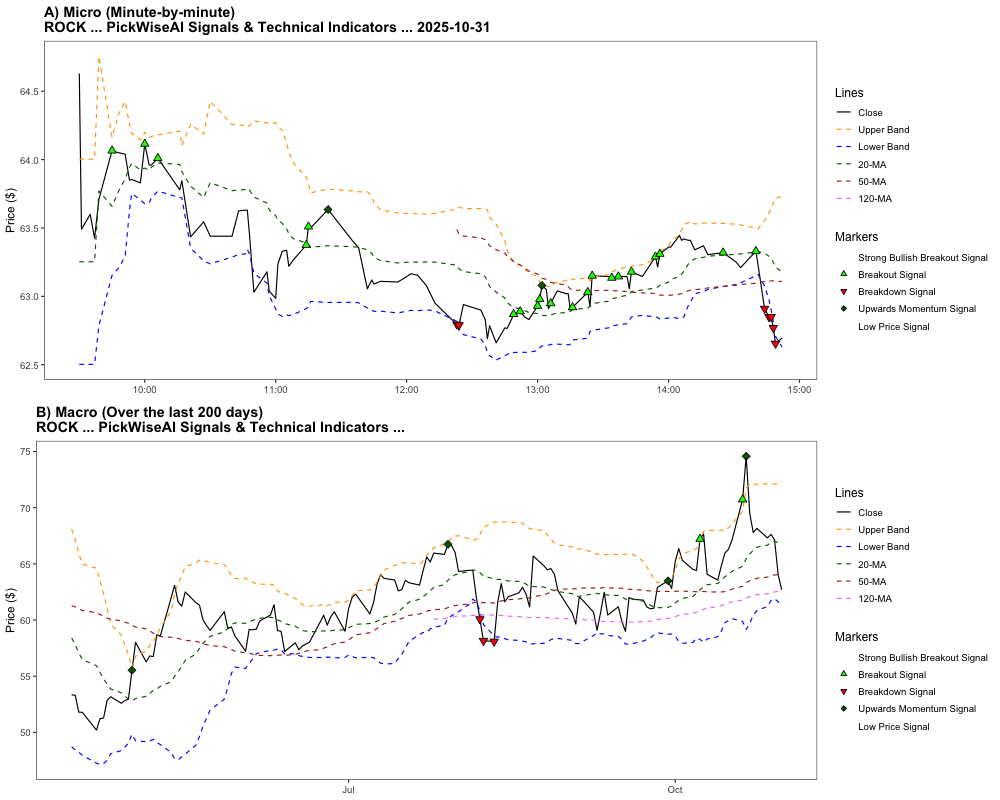 A) Micro (Minute-by-minute)
ROCK ... PickWiseAI Signals & Technical Indicators ... 2025-10-31
Price ($)
64.5
64.0
63.5
63.0
62.5
10:00
11:00
12:00
13:00
14:00
15:00
Lines
Close
Upper Band
Lower Band
20-MA
50-MA
120-MA
Markers
Strong Bullish Breakout Signal
Breakout Signal
Breakdown Signal
Upwards Momentum Signal
Low Price Signal
B) Macro (Over the last 200 days)
ROCK ... PickWiseAI Signals & Technical Indicators ...
Price ($)
75
70
65
60
55
50
Jul
Oct
Lines
Close
Upper Band
Lower Band
20-MA
50-MA
120-MA
Markers
Strong Bullish Breakout Signal
Breakout Signal
Breakdown Signal
Upwards Momentum Signal
Low Price Signal